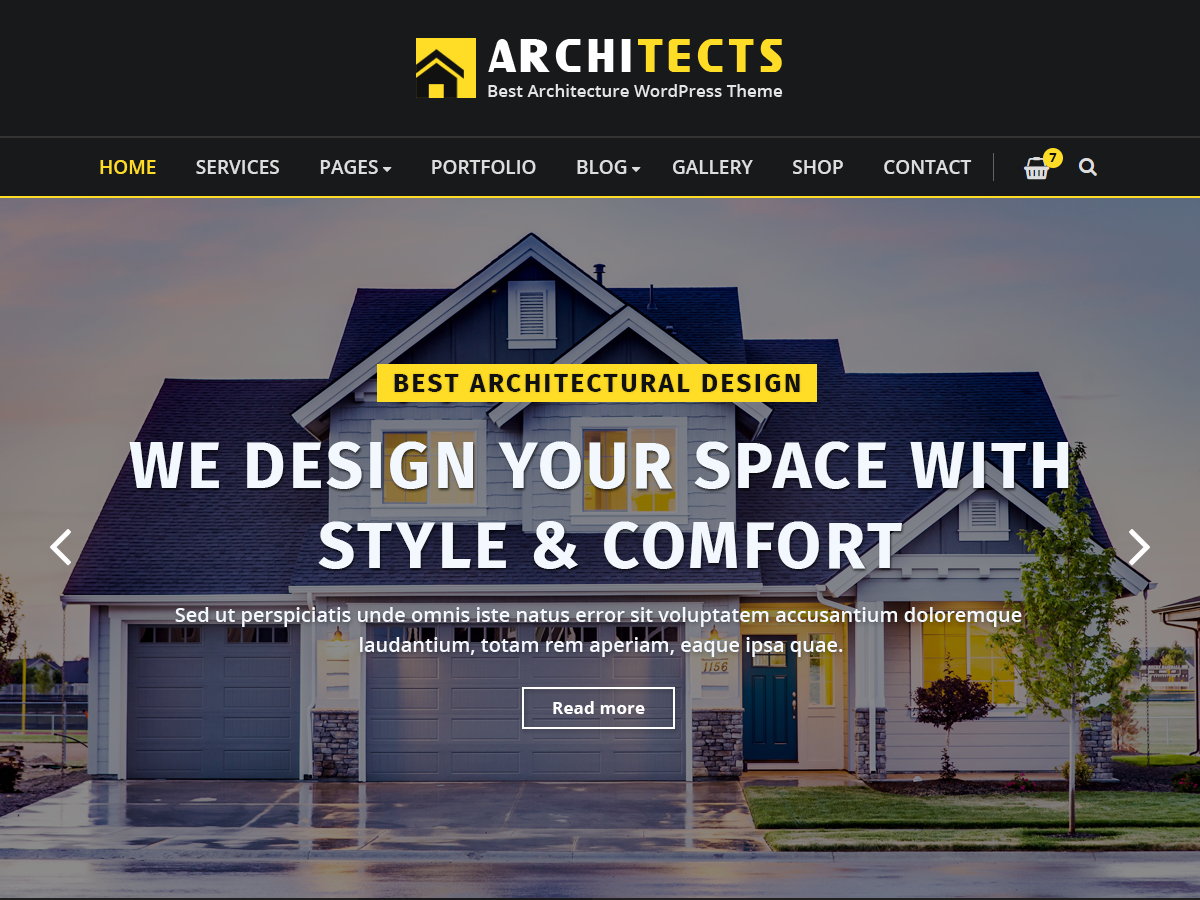 ARCHITECTS
Best Architecture WordPress Theme
HOME SERVICES PAGES PORTFOLIO BLOG GALLERY SHOP CONTACT 7
BEST ARCHITECTURAL DESIGN
WE DESIGN YOUR SPACE WITH
STYLE & COMFORT
Sed ut perspiciatis unde omnis iste natus error sit voluptatem accusantium doloremque
laudantium, totam rem aperiam, eaque ipsa quae.
1156
Read more